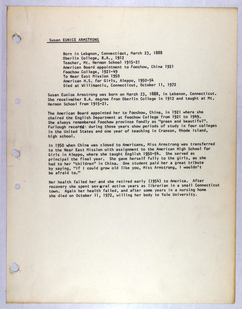 Susan EUNICE ARMSTRONG
Born in Lebanon, Connecticut, March 23, 1888
Oberlin College, B.A., 1912
Teacher, Mt. Hermon School 1915-21
American Board appointment to Foochow, China 1921
Foochow College, 1921-49
To Near East Mission 1950
American H.S. for Girls, Aleppo, 1950-54
Died at Willimantic, Connecticut, October 11, 1972
Susan Eunice Armstrong was born on March 23, 1888, in Lebanon, Connecticut.
She received her B.A. degree from Oberlin College in 1912 and taught at Mt.
Hermon School from 1915-21.
The American Board appointed her to Foochow, China, in 1921 where she
chaired the English Department at Foochow College from 1921 to 1949.
She always remembered Foochow province fondly as "green and beautiful".
Furlough records during these years show periods of study in four colleges
in the United States and one year of teaching in Cranston, Rhode Island,
high school.
In 1950 when China was closed to Americans, Miss Armstrong was transferred
to the Near East Mission with assignment to the American High School for
Girls in Aleppo, where she taught English 1950-54. She served as
principal the final year. She gave herself fully to the girls, as she
had to her "children" in China. One student paid her a great tribute
by saying, "If I could grow old like you, Miss Armstrong, I wouldn't
be afraid to."
Her health failed and she retired early (1954) to America. After
recovery she spent several active years as librarian in a small Connecticut
town. Again her health failed, and after some years in a nursing home
she died on October 11, 1972, willing her body to Yale University.